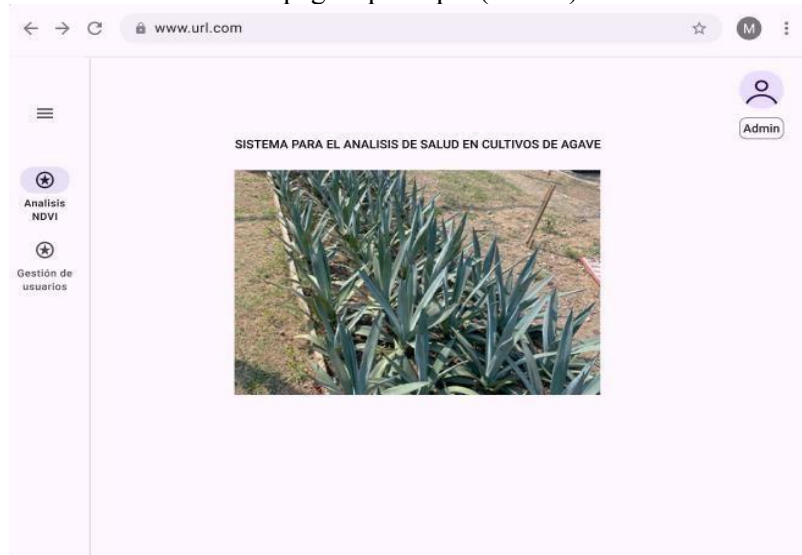 www.url.com
M
Admin
SISTEMA PARA EL ANALISIS DE SALUD EN CULTIVOS DE AGAVE
Analisis
NDVI
Gestión de
usuarios